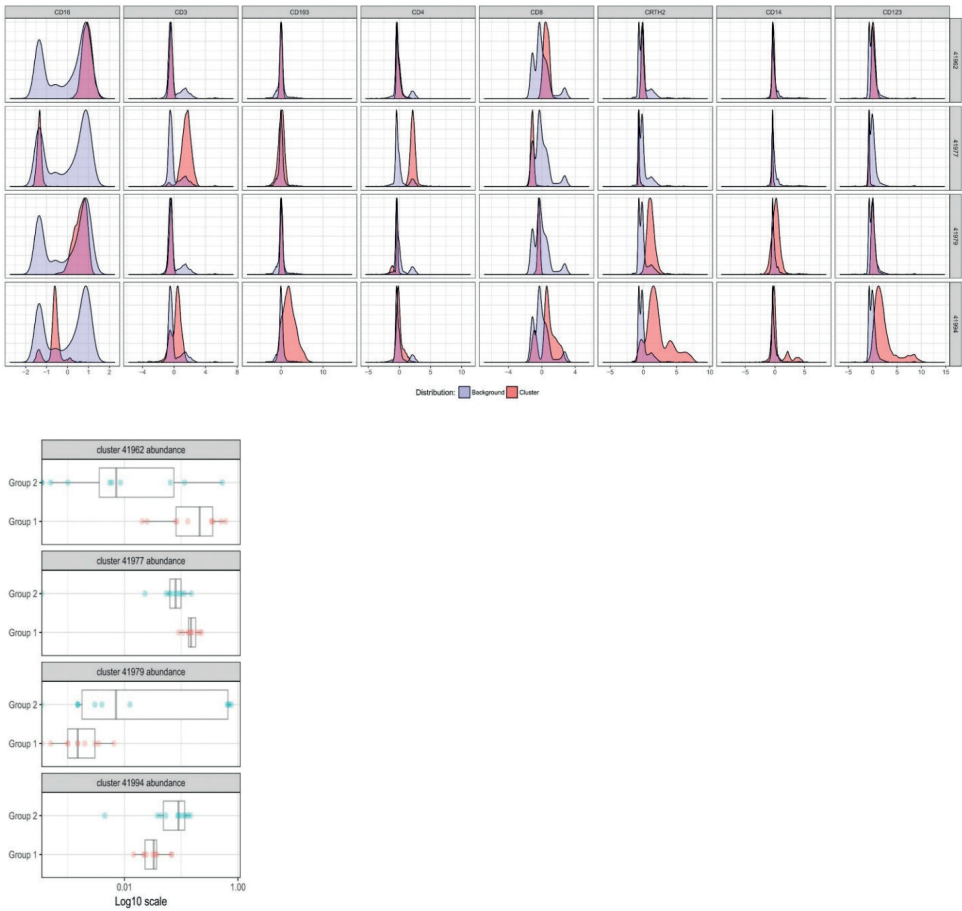 CD16 CD3 CD193 CD4 CD8 CRTH2 CD14 CD123
41962
41977
41979
41994
−2 −1 0 1 2 −4 0 4 8 0 10 −5 0 5 10 −4 0 4 −5 0 5 10 −5 0 5 −5 0 5 10 15
Distribution: Background Cluster
cluster 41962 abundance
Group 2
Group 1
cluster 41977 abundance
Group 2
Group 1
cluster 41979 abundance
Group 2
Group 1
cluster 41994 abundance
Group 2
Group 1
0.01 1.00
Log10 scale